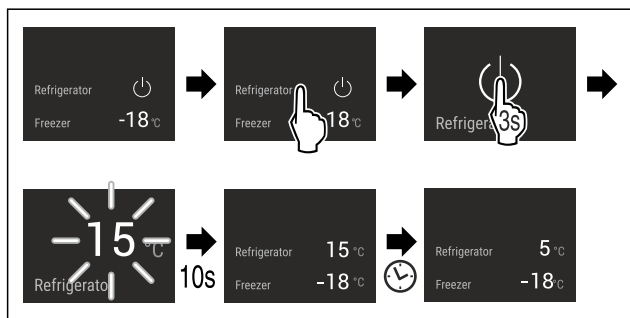 Refrigerator
Freezer -18 °C
Refrigerator
Freezer 18 °C
Refrigera 3s
15 °C
Refrigerato
10s
Refrigerator 15 °C
Freezer -18 °C
Refrigerator 5 °C
Freezer -18 °C